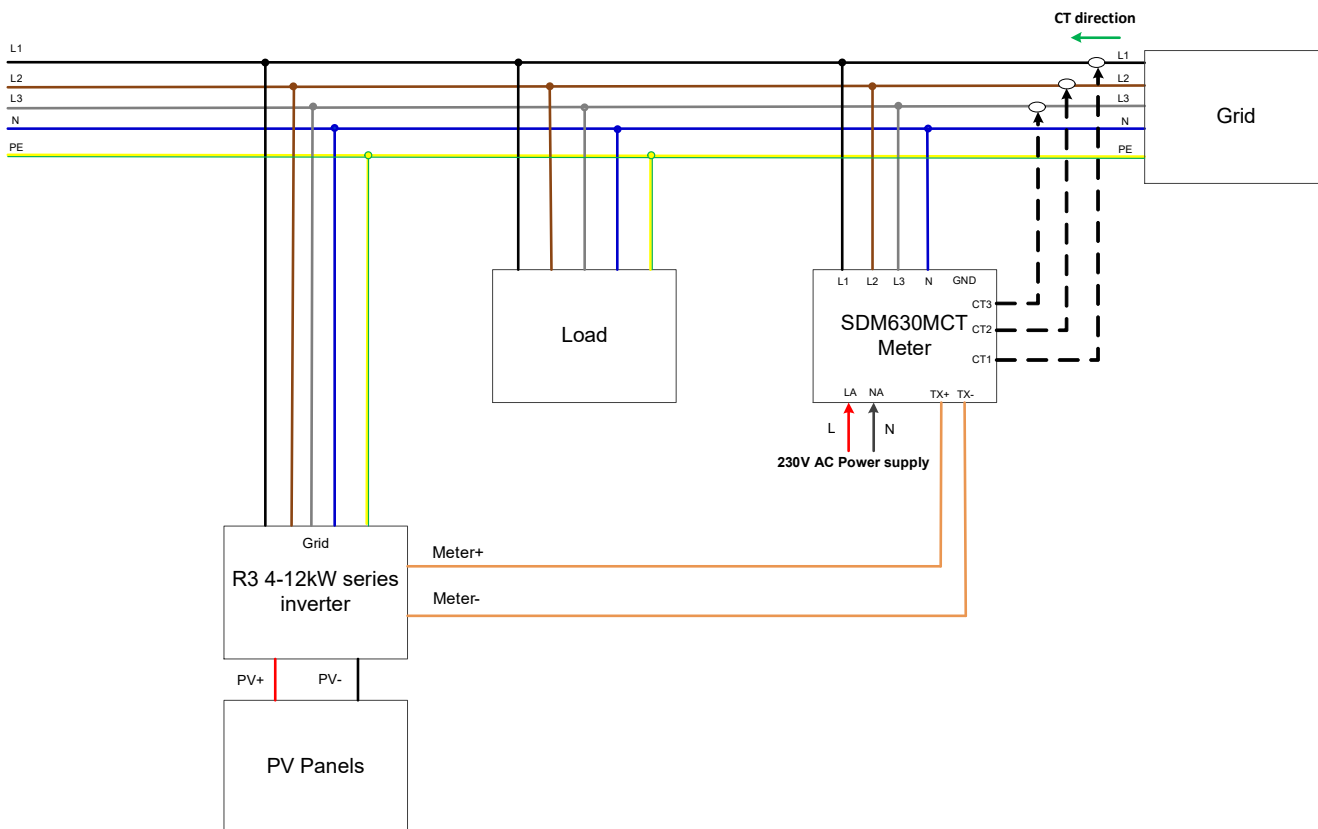 CT direction
L1
L1
L2
L2
L3
L3
N
N
PE
PE
Grid
L1 L2 L3 N GND
CT3
SDM630MCT
Meter
CT2
CT1
Load
LA NA TX+ TX-
L N
230V AC Power supply
Grid
R3 4-12kW series
inverter
Meter+
Meter-
PV+ PV-
PV Panels